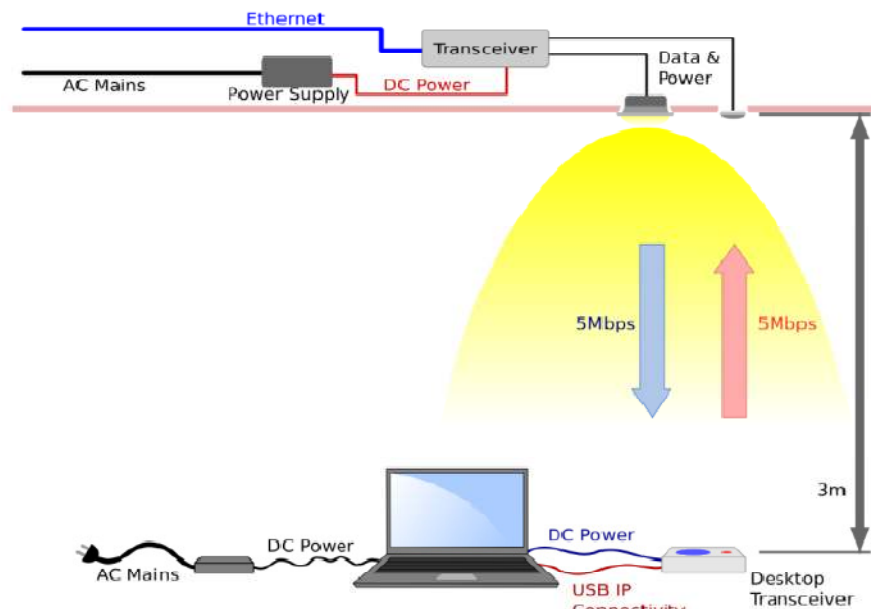 Ethernet
Transceiver
Data &
Power
AC Mains
Power Supply
DC Power
5Mbps
5Mbps
3m
DC Power
DC Power
AC Mains
USB IP
Connectivity
Desktop
Transceiver